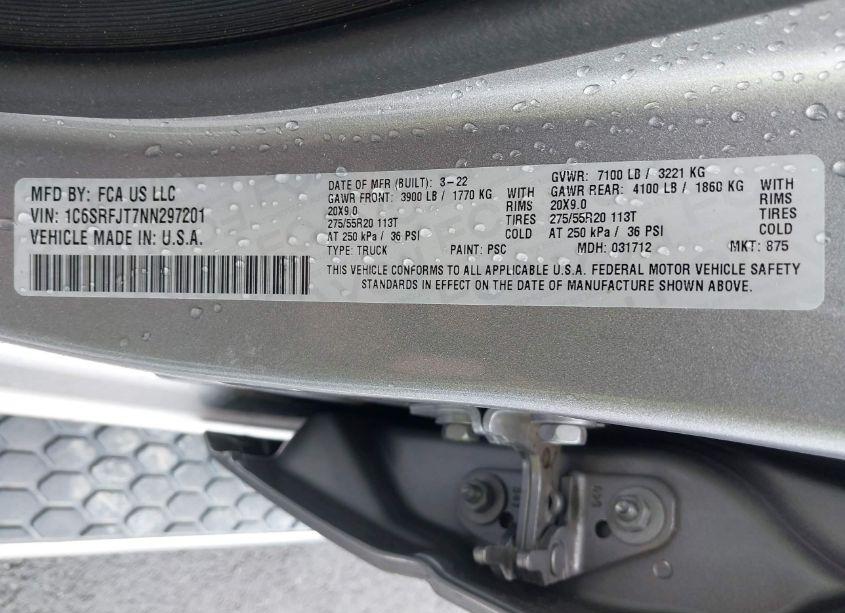 MFD BY: FCA US LLC
VIN: 1C6SRFJT7NN297201
VEHICLE MADE IN: U.S.A.
DATE OF MFR (BUILT): 3-22
GAWR FRONT: 3900 LB / 1770 KG
20X9.0
275/55R20 113T
AT 250 kPa / 36 PSI
TYPE: TRUCK PAINT: PSC
WITH
RIMS
TIRES
COLD
GVWR: 7100 LB / 3221 KG
GAWR REAR: 4100 LB / 1860 KG
20X9.0
275/55R20 113T
AT 250 kPa / 36 PSI
MDH: 031712 MKT: 875
WITH
RIMS
TIRES
COLD
THIS VEHICLE CONFORMS TO ALL APPLICABLE U.S.A. FEDERAL MOTOR VEHICLE SAFETY
STANDARDS IN EFFECT ON THE DATE OF MANUFACTURE SHOWN ABOVE.